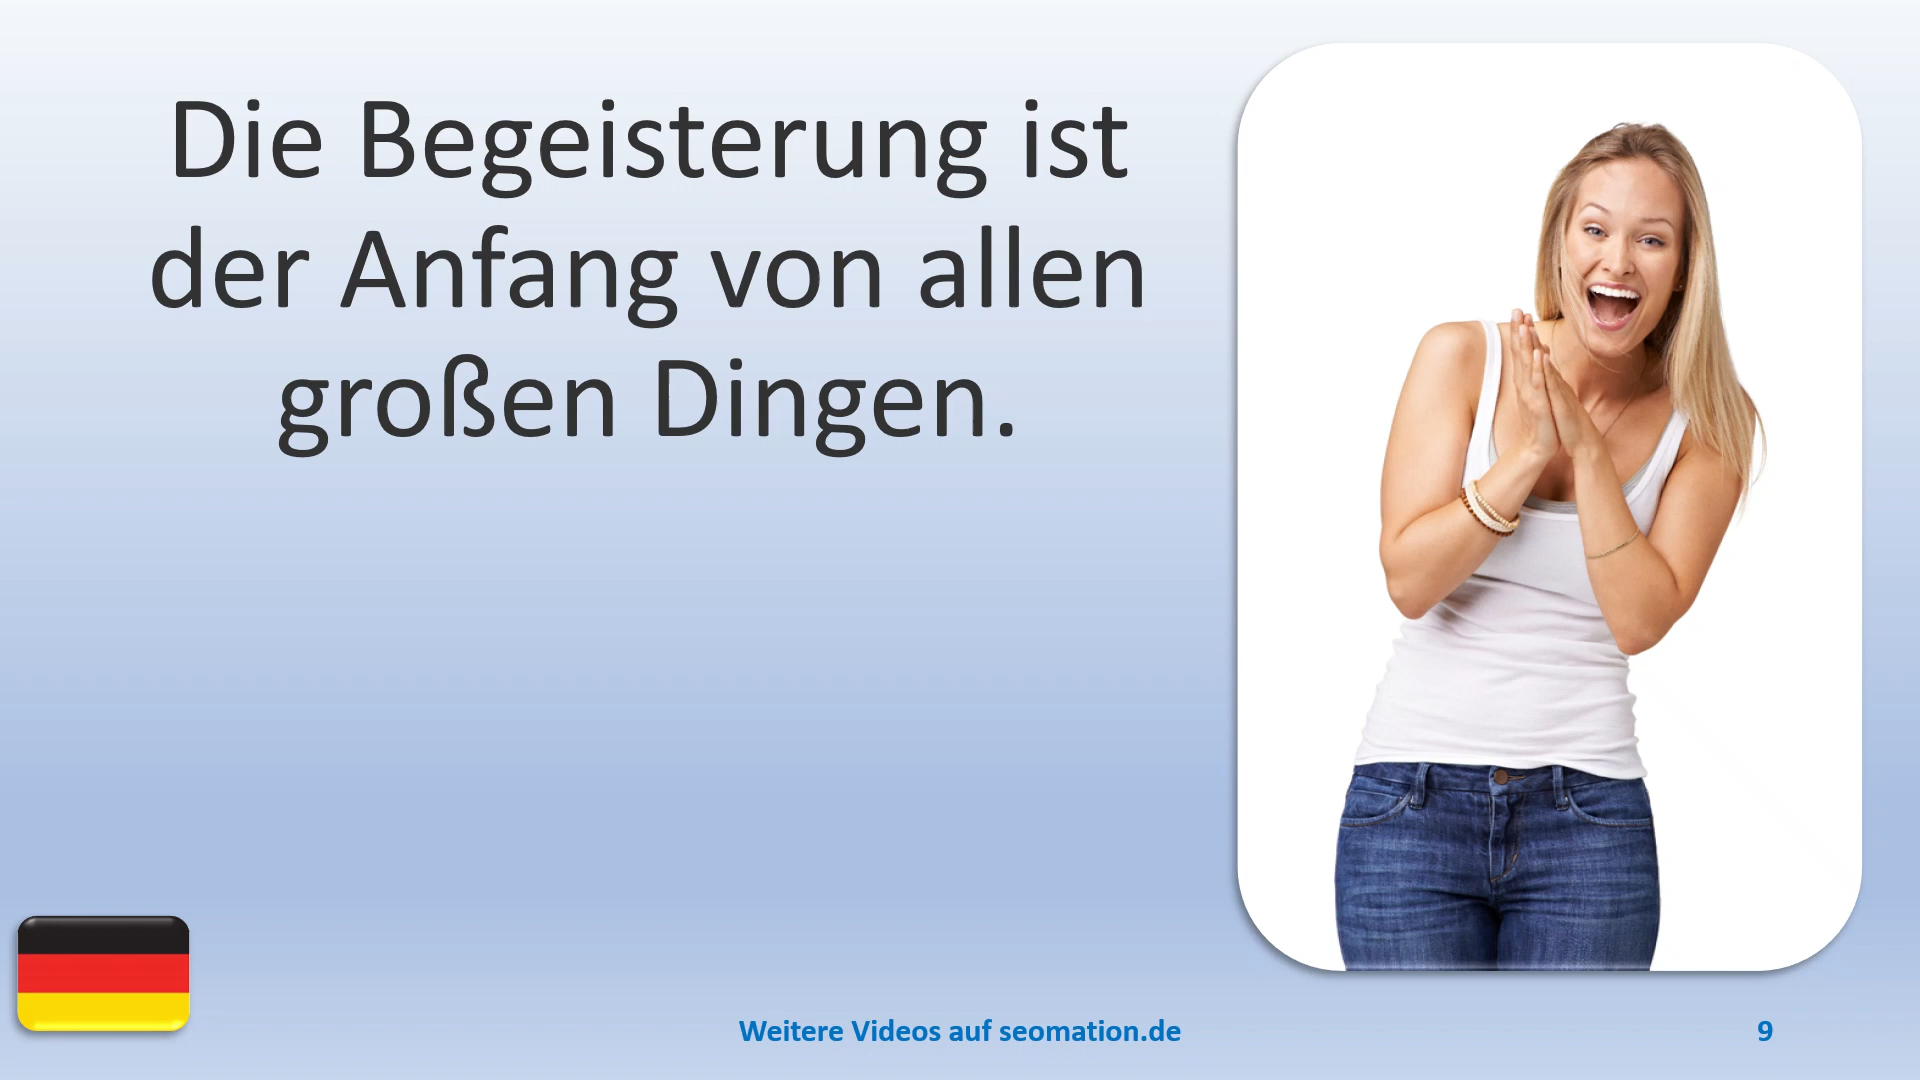 Die Begeisterung ist
der Anfang von allen
großen Dingen.
Weitere Videos auf seomation.de
9